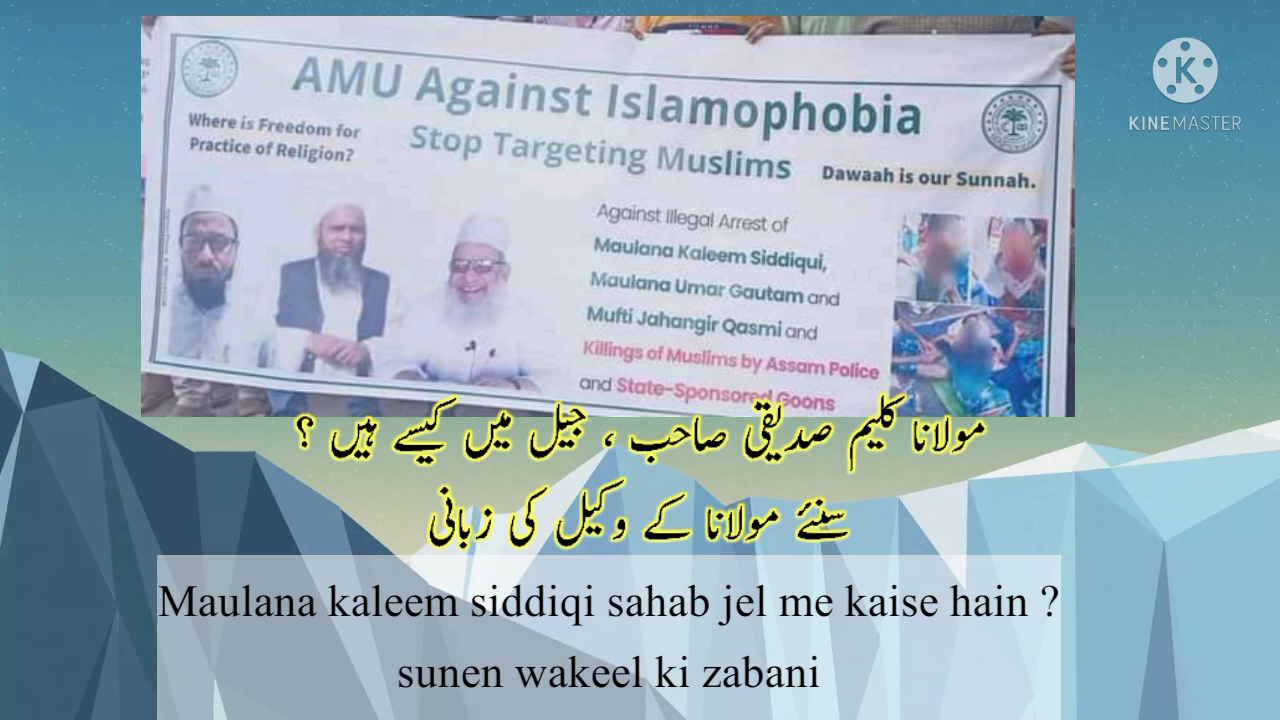 AMU Against Islamophobia
Where is Freedom for
Practice of Religion?
Stop Targeting Muslims
Dawaah is our Sunnah.
Against Illegal Arrest of
Maulana Kaleem Siddiqui,
Maulana Umar Gautam and
Mufti Jahangir Qasmi and
Killings of Muslims by Assam Police
and State-Sponsored Goons
K
KINEMASTER
مولانا کلیم صدیقی صاحب ، جیل میں کیسے ہیں ؟
سنئے مولانا کے وکیل کی زبانی
Maulana kaleem siddiqi sahab jel me kaise hain ?
sunen wakeel ki zabani